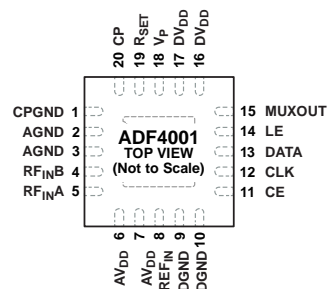 20 CP
19 RSET
18 VP
17 DVDD
16 DVDD
CPGND 1
AGND 2
AGND 3
RFINB 4
RFINA 5
ADF4001
TOP VIEW
(Not to Scale)
15 MUXOUT
14 LE
13 DATA
12 CLK
11 CE
AVDD 6
AVDD 7
REFIN 8
DGND 9
DGND 10